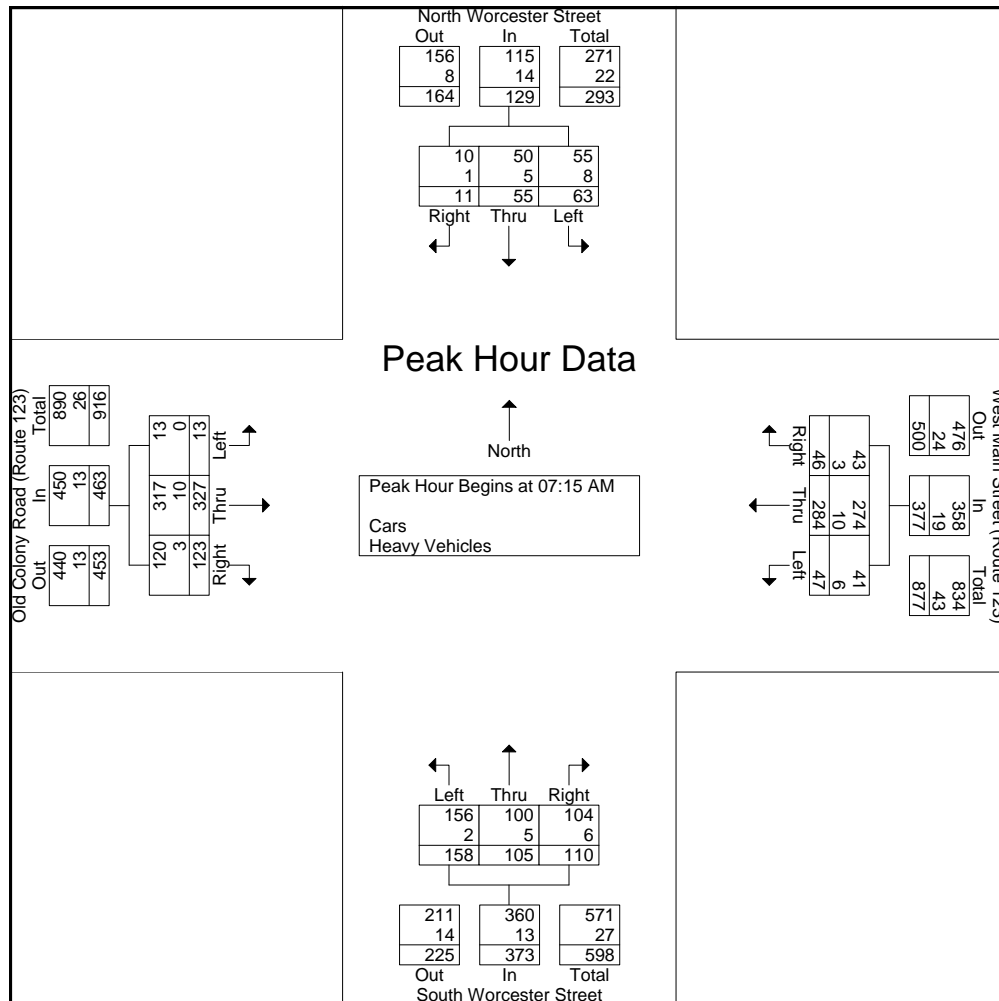 North Worcester Street
Out In Total
156 115 271
8 14 22
164 129 293
10 50 55
1 5 8
11 55 63
Right Thru Left
Peak Hour Data
North
Peak Hour Begins at 07:15 AM
Cars
Heavy Vehicles
Old Colony Road (Route 123)
Out In Total
440 450 890
13 13 26
453 463 916
Right Thru Left
120 317 13
3 10 0
123 327 13
West Main Street (Route 123)
Out In Total
476 358 834
24 19 43
500 377 877
Right Thru Left
43 274 41
3 10 6
46 284 47
Left Thru Right
156 100 104
2 5 6
158 105 110
211 360 571
14 13 27
225 373 598
Out In Total
South Worcester Street